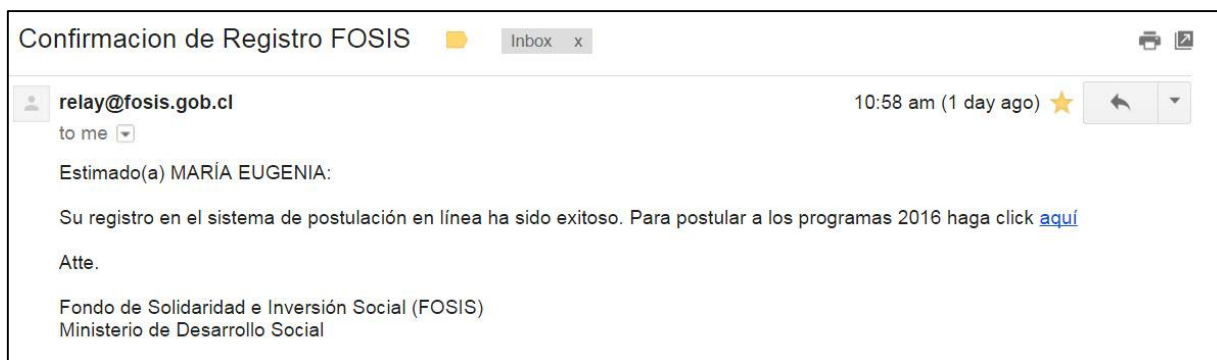 Confirmacion de Registro FOSIS
Inbox x
relay@fosis.gob.cl
10:58 am (1 day ago)
to me
Estimado(a) MARÍA EUGENIA:
Su registro en el sistema de postulación en línea ha sido exitoso. Para postular a los programas 2016 haga click aquí
Atte.
Fondo de Solidaridad e Inversión Social (FOSIS)
Ministerio de Desarrollo Social